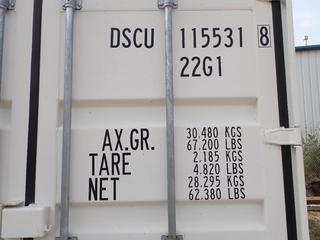 DSCU 115531 8
22G1
AX.GR. 30.480 KGS
67.200 LBS
TARE 2.185 KGS
4.820 LBS
NET 28.295 KGS
62.380 LBS